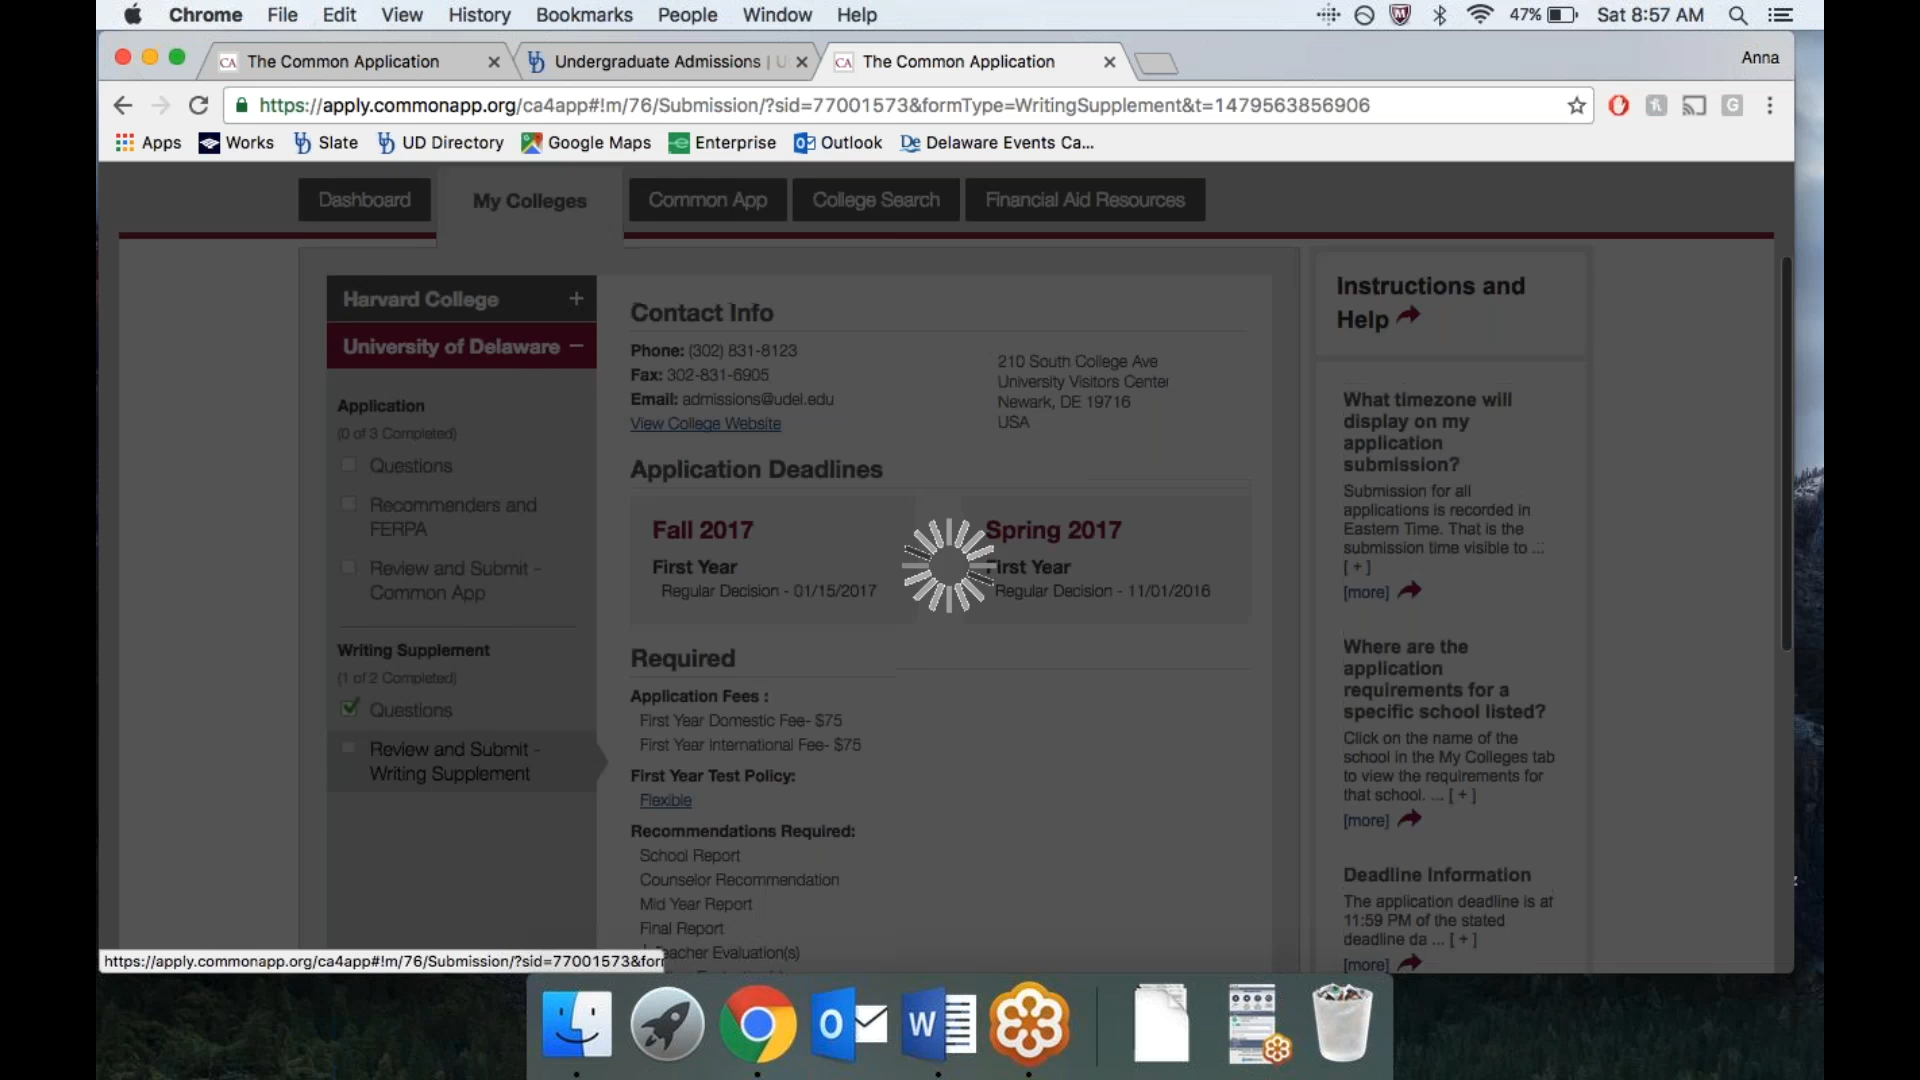 Chrome File Edit View History Bookmarks People Window Help
47% Sat 8:57 AM
CA The Common Application
Undergraduate Admissions | U
CA The Common Application
Anna
https://apply.commonapp.org/ca4app#!m/76/Submission/?sid=77001573&formType=WritingSupplement&t=1479563856906
Apps Works Slate UD Directory Google Maps Enterprise Outlook Delaware Events Ca...
Dashboard My Colleges Common App College Search Financial Aid Resources
Harvard College +
University of Delaware −
Application
(0 of 3 Completed)
Questions
Recommenders and
FERPA
Review and Submit -
Common App
Writing Supplement
(1 of 2 Completed)
Questions
Review and Submit -
Writing Supplement
Contact Info
Phone: (302) 831-8123
Fax: 302-831-6905
Email: admissions@udel.edu
View College Website
210 South College Ave
University Visitors Center
Newark, DE 19716
USA
Application Deadlines
Fall 2017
First Year
Regular Decision - 01/15/2017
Spring 2017
First Year
Regular Decision - 11/01/2016
Required
Application Fees :
First Year Domestic Fee- $75
First Year International Fee- $75
First Year Test Policy:
Flexible
Recommendations Required:
School Report
Counselor Recommendation
Mid Year Report
Final Report
Teacher Evaluation(s)
Instructions and
Help
What timezone will
display on my
application
submission?
Submission for all
applications is recorded in
Eastern Time. That is the
submission time visible to ...
[ + ]
[more]
Where are the
application
requirements for a
specific school listed?
Click on the name of the
school in the My Colleges tab
to view the requirements for
that school. ... [ + ]
[more]
Deadline Information
The application deadline is at
11:59 PM of the stated
deadline da ... [ + ]
[more]
https://apply.commonapp.org/ca4app#!m/76/Submission/?sid=77001573&for